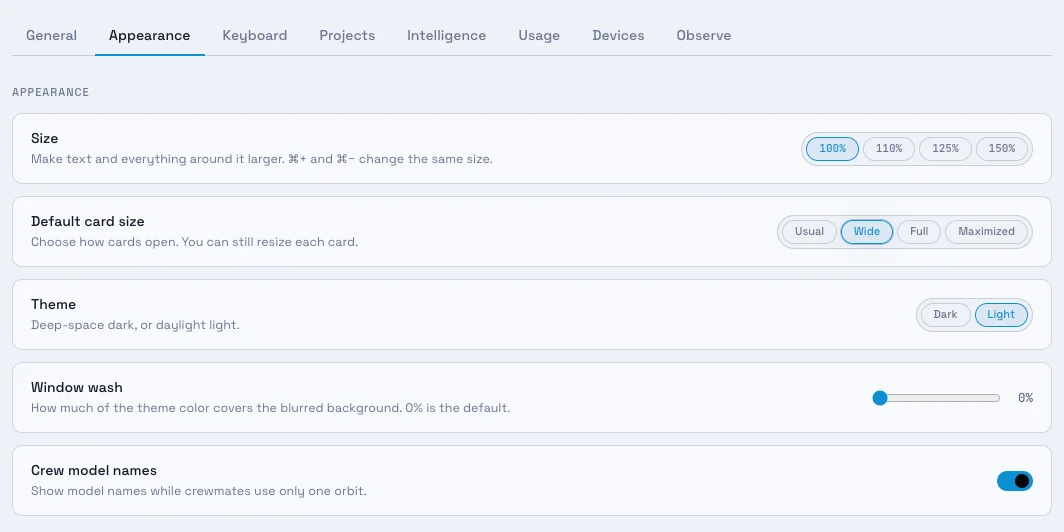 General Appearance Keyboard Projects Intelligence Usage Devices Observe
APPEARANCE
Size
Make text and everything around it larger. ⌘+ and ⌘− change the same size.
100% 110% 125% 150%
Default card size
Choose how cards open. You can still resize each card.
Usual Wide Full Maximized
Theme
Deep-space dark, or daylight light.
Dark Light
Window wash
How much of the theme color covers the blurred background. 0% is the default.
0%
Crew model names
Show model names while crewmates use only one orbit.